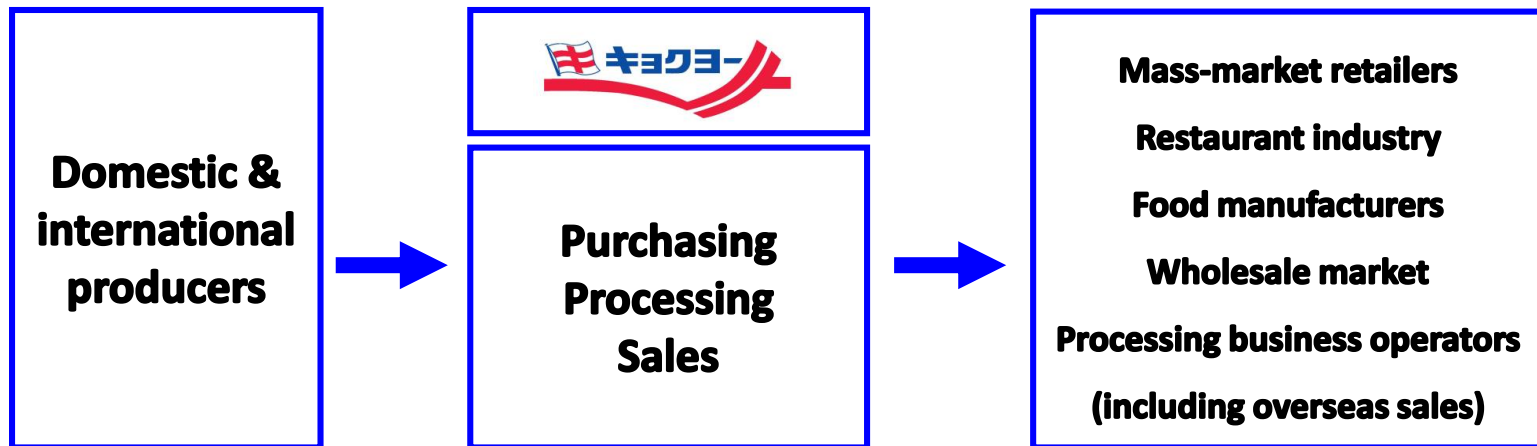 Domestic &
international
producers
キョクヨー
Purchasing
Processing
Sales
Mass-market retailers
Restaurant industry
Food manufacturers
Wholesale market
Processing business operators
(including overseas sales)